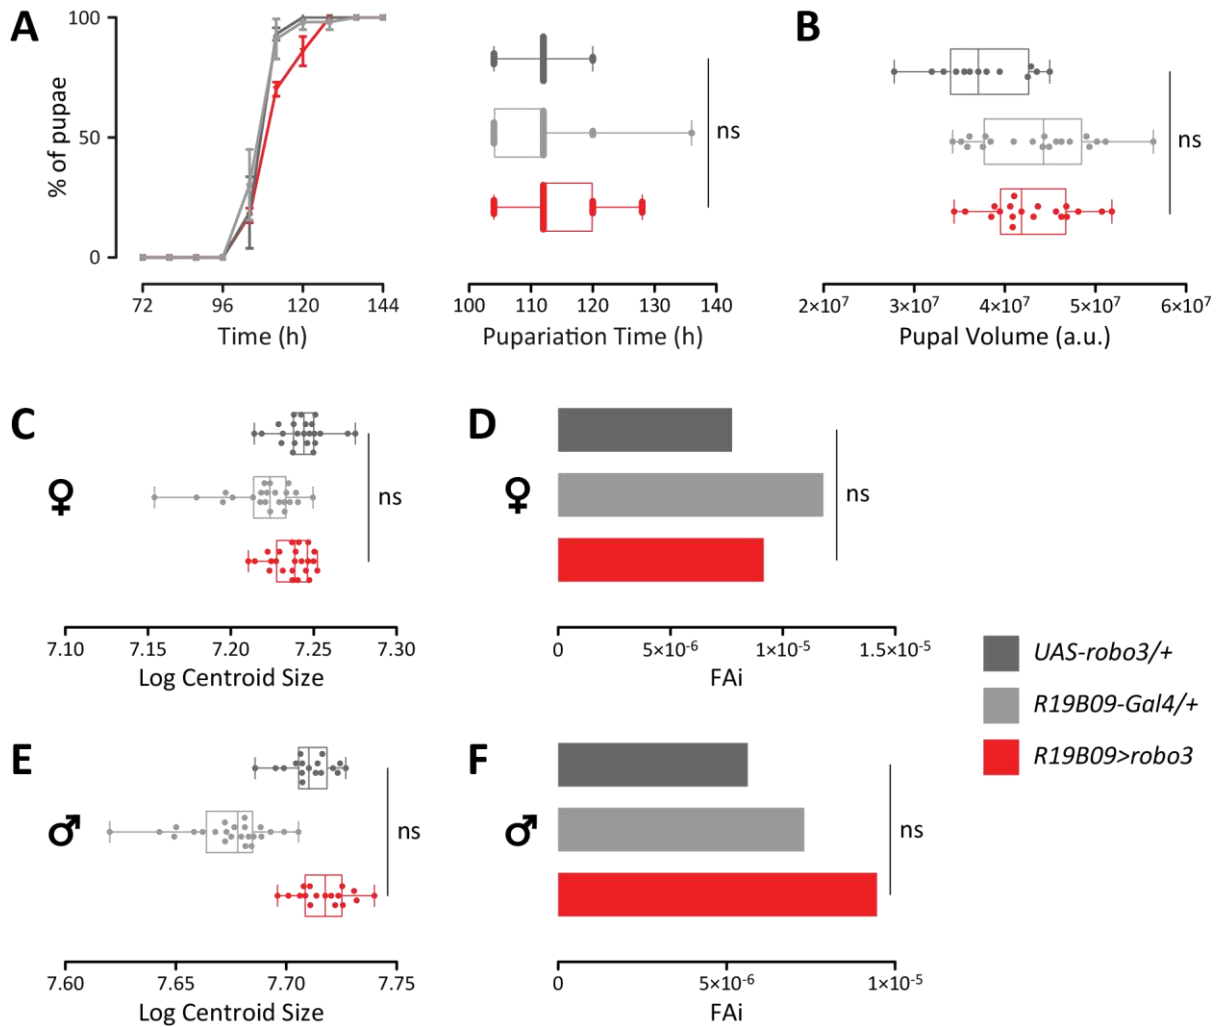 A
% of pupae
100
50
0
72 96 120 144
Time (h)
ns
100 110 120 130 140
Pupariation Time (h)
B
ns
2×10⁷ 3×10⁷ 4×10⁷ 5×10⁷ 6×10⁷
Pupal Volume (a.u.)
C
♀
ns
7.10 7.15 7.20 7.25 7.30
Log Centroid Size
D
♀
ns
0 5×10⁻⁶ 1×10⁻⁵ 1.5×10⁻⁵
FAi
UAS-robo3/+
R19B09-Gal4/+
R19B09>robo3
E
♂
ns
7.60 7.65 7.70 7.75
Log Centroid Size
F
♂
ns
0 5×10⁻⁶ 1×10⁻⁵
FAi